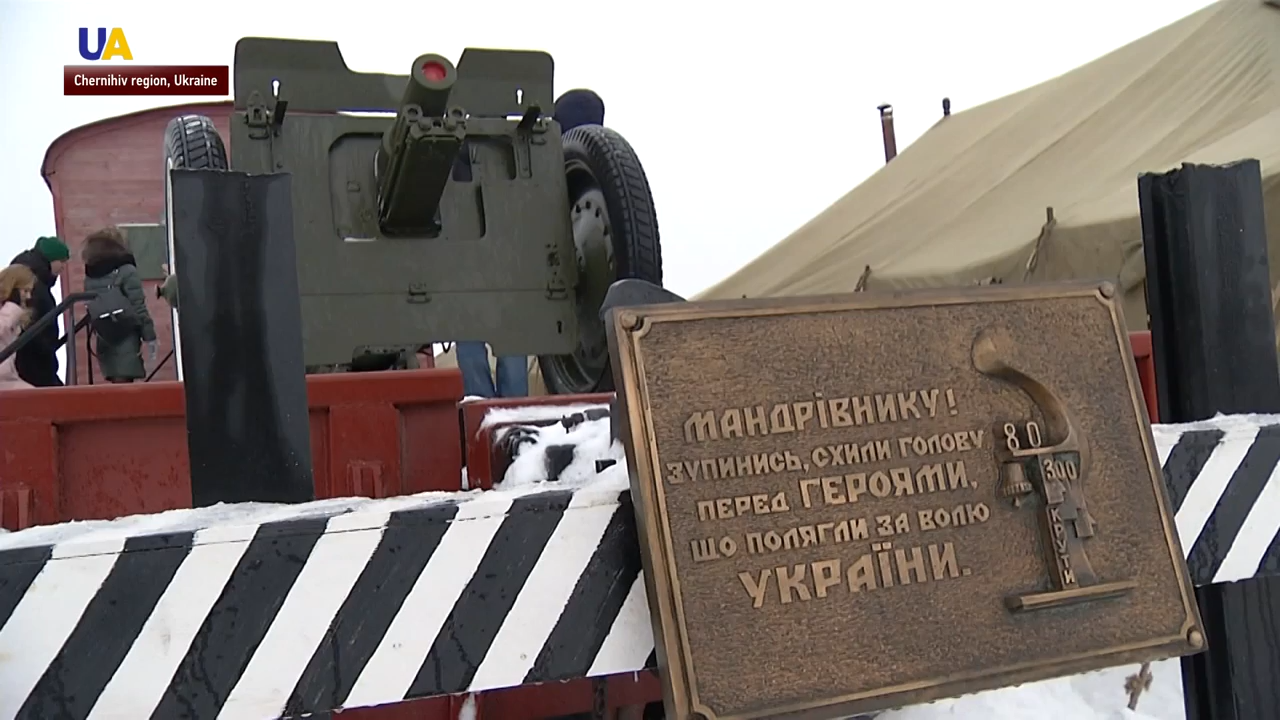 UA
Chernihiv region, Ukraine
МАНДРІВНИКУ!
ЗУПИНИСЬ, СХИЛИ ГОЛОВУ
ПЕРЕД ГЕРОЯМИ,
ЩО ПОЛЯГЛИ ЗА ВОЛЮ
УКРАЇНИ.
80
300
КРУТИ